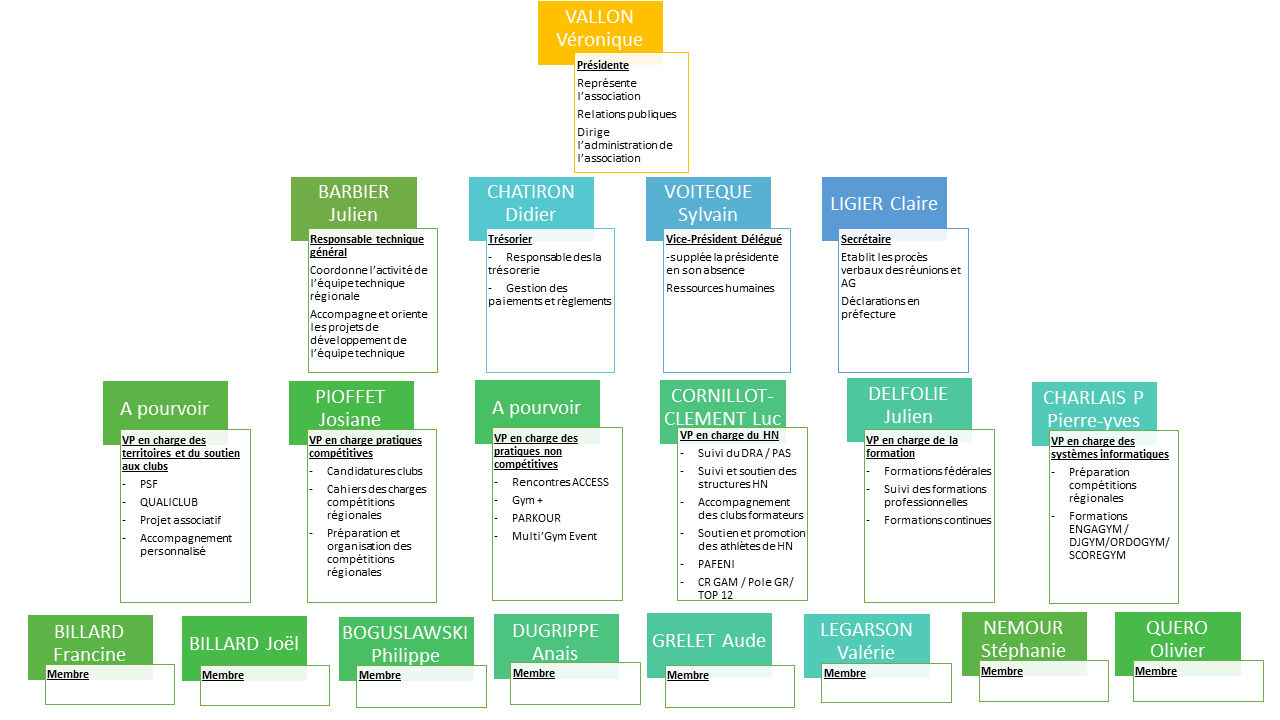 VALLON
Véronique
Présidente
Représente
l'association
Relations publiques
Dirige
l'administration de
l'association
BARBIER
Julien
Responsable technique
général
Coordonne l'activité de
l'équipe technique
régionale
Accompagne et oriente
les projets de
développement de
l'équipe technique
CHATIRON
Didier
Trésorier
- Responsable des la
trésorerie
- Gestion des
paiements et règlements
VOITEQUE
Sylvain
Vice-Président Délégué
-supplée la présidente
en son absence
Ressources humaines
LIGIER Claire
Secrétaire
Etablit les procès
verbaux des réunions et
AG
Déclarations en
préfecture
A pourvoir
VP en charge des
territoires et du soutien
aux clubs
- PSF
- QUALICLUB
- Projet associatif
- Accompagnement
personnalisé
PIOFFET
Josiane
VP en charge pratiques
compétitives
- Candidatures clubs
- Cahiers des charges
compétitions
régionales
- Préparation et
organisation des
compétitions
régionales
A pourvoir
VP en charge des
pratiques non
compétitives
- Rencontres ACCESS
- Gym +
- PARKOUR
- Multi'Gym Event
CORNILLOT-
CLEMENT Luc
VP en charge du HN
- Suivi du DRA / PAS
- Suivi et soutien des
structures HN
- Accompagnement
des clubs formateurs
- Soutien et promotion
des athlètes de HN
- PAFENI
- CR GAM / Pole GR/
TOP 12
DELFOLIE
Julien
VP en charge de la
formation
- Formations fédérales
- Suivi des formations
professionnelles
- Formations continues
CHARLAIS P
Pierre-yves
VP en charge des
systèmes informatiques
- Préparation
compétitions
régionales
- Formations
ENGAGYM /
DJGYM/ORDOGYM/
SCOREGYM
BILLARD
Francine
Membre
BILLARD Joël
Membre
BOGUSLAWSKI
Philippe
Membre
DUGRIPPE
Anais
Membre
GRELET Aude
Membre
LEGARSON
Valérie
Membre
NEMOUR
Stéphanie
Membre
QUERO
Olivier
Membre